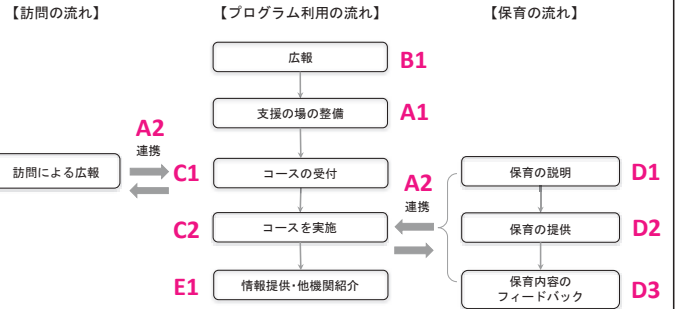 【訪問の流れ】
【プログラム利用の流れ】
【保育の流れ】
広報
B1
支援の場の整備
A1
A2
連携
訪問による広報
C1
コースの受付
A2
連携
保育の説明
D1
C2
コースを実施
保育の提供
D2
E1
情報提供・他機関紹介
保育内容の
フィードバック
D3